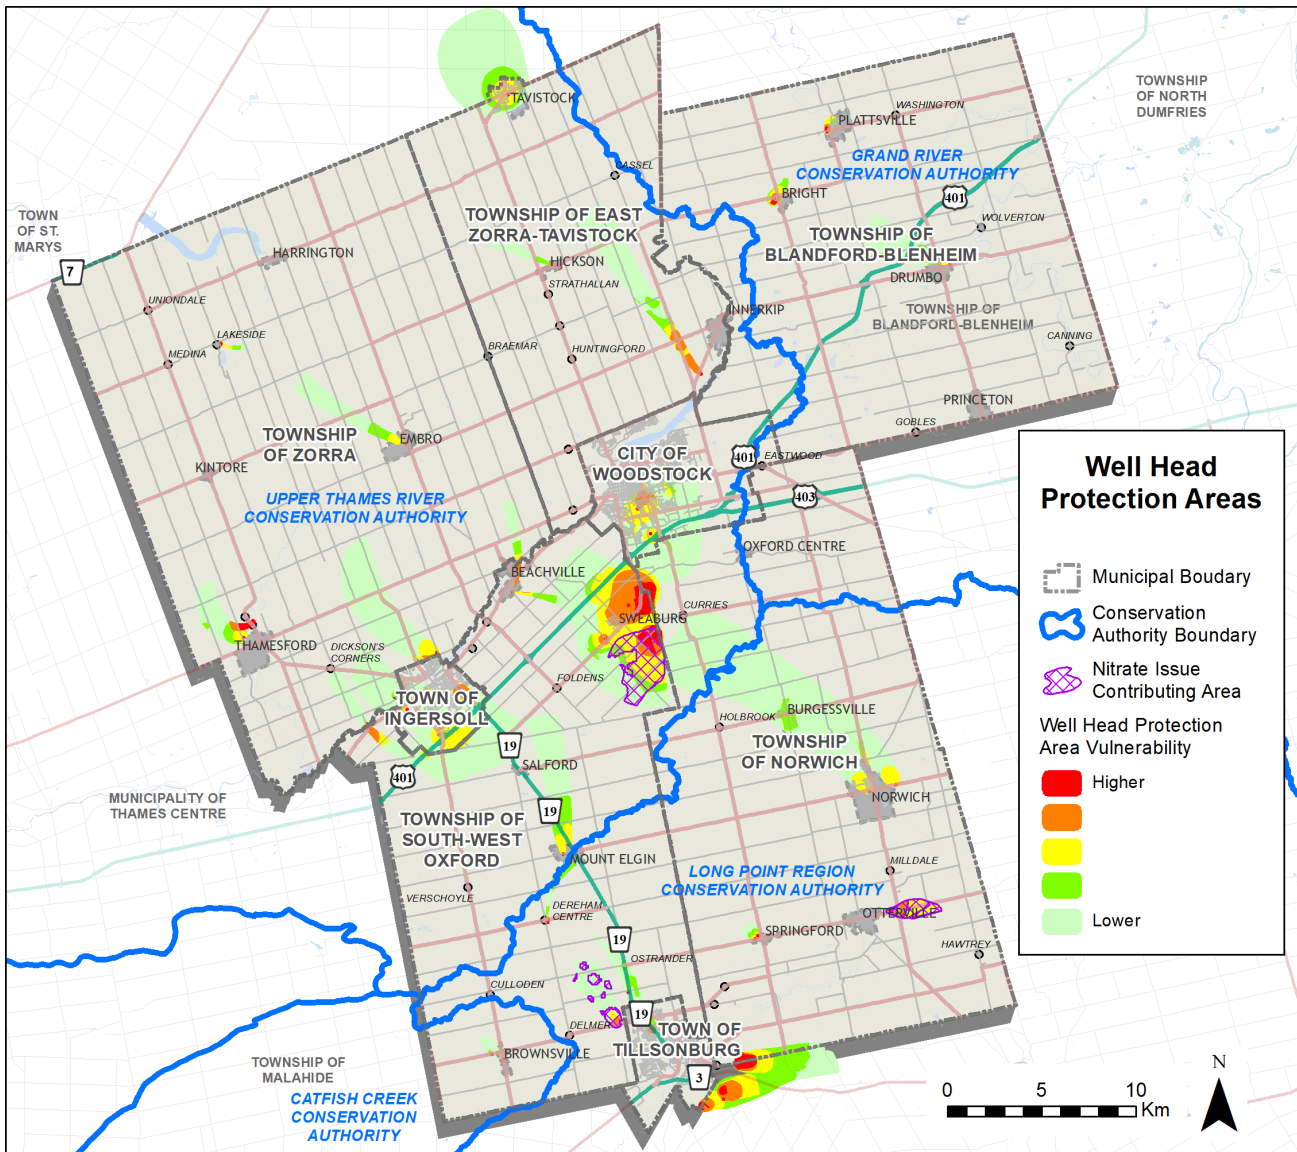 TAVISTOCK
WASHINGTON
PLATTSVILLE
TOWNSHIP
OF NORTH
DUMFRIES
GRAND RIVER
CONSERVATION AUTHORITY
CASSEL
BRIGHT
401
WOLVERTON
TOWN
OF ST.
MARYS
TOWNSHIP OF EAST
ZORRA-TAVISTOCK
TOWNSHIP OF
BLANDFORD-BLENHEIM
HARRINGTON
HICKSON
7
DRUMBO
STRATHALLAN
UNIONDALE
INNERKIP
TOWNSHIP OF
BLANDFORD-BLENHEIM
LAKESIDE
MEDINA
BRAEMAR
HUNTINGFORD
CANNING
PRINCETON
GOBLES
TOWNSHIP
OF ZORRA
EMBRO
KINTORE
CITY OF
WOODSTOCK
401
EASTWOOD
403
UPPER THAMES RIVER
CONSERVATION AUTHORITY
OXFORD CENTRE
BEACHVILLE
CURRIES
SWEABURG
THAMESFORD
DICKSON'S
CORNERS
FOLDENS
TOWN OF
INGERSOLL
HOLBROOK
BURGESSVILLE
19
TOWNSHIP
OF NORWICH
SALFORD
401
NORWICH
MUNICIPALITY OF
THAMES CENTRE
19
TOWNSHIP OF
SOUTH-WEST
OXFORD
MOUNT ELGIN
LONG POINT REGION
CONSERVATION AUTHORITY
MILLDALE
VERSCHOYLE
DEREHAM
CENTRE
OTTERVILLE
SPRINGFORD
19
HAWTREY
OSTRANDER
CULLODEN
19
DELMER
TOWN OF
TILLSONBURG
BROWNSVILLE
TOWNSHIP OF
MALAHIDE
3
CATFISH CREEK
CONSERVATION
AUTHORITY
Well Head
Protection Areas
Municipal Boudary
Conservation
Authority Boundary
Nitrate Issue
Contributing Area
Well Head Protection
Area Vulnerability
Higher
Lower
N
0 5 10
Km